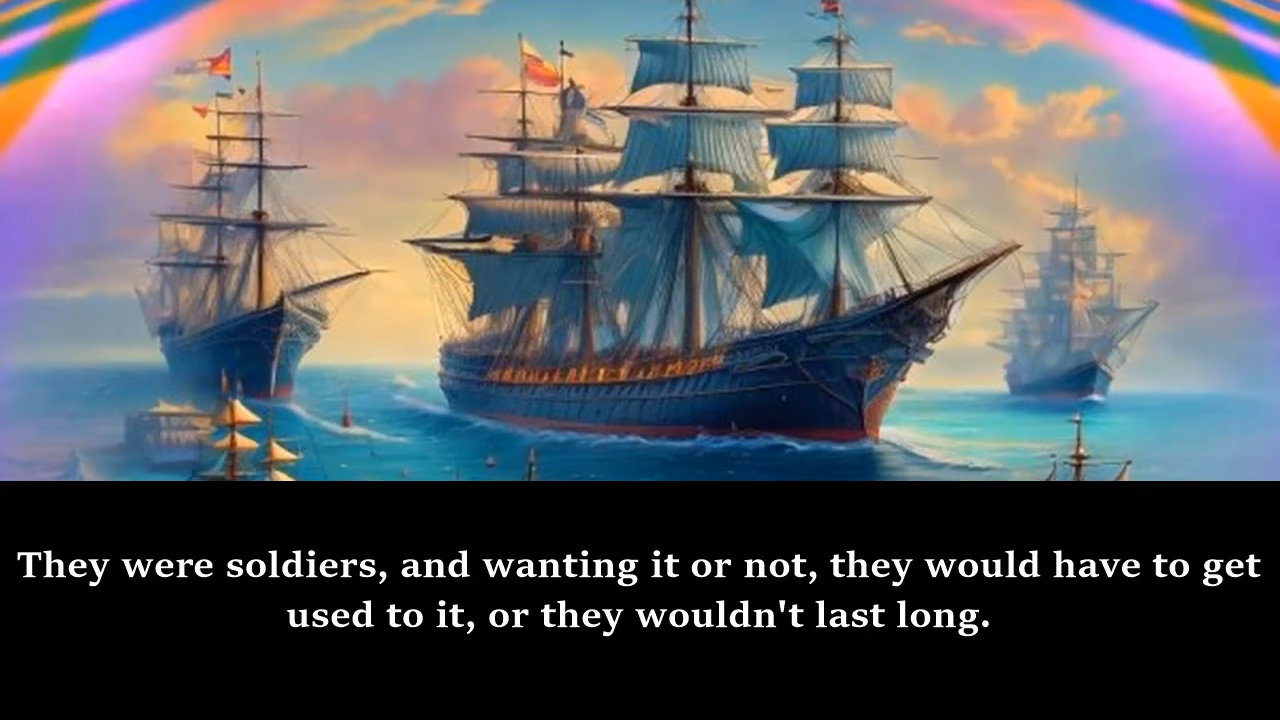 They were soldiers, and wanting it or not, they would have to get
used to it, or they wouldn't last long.